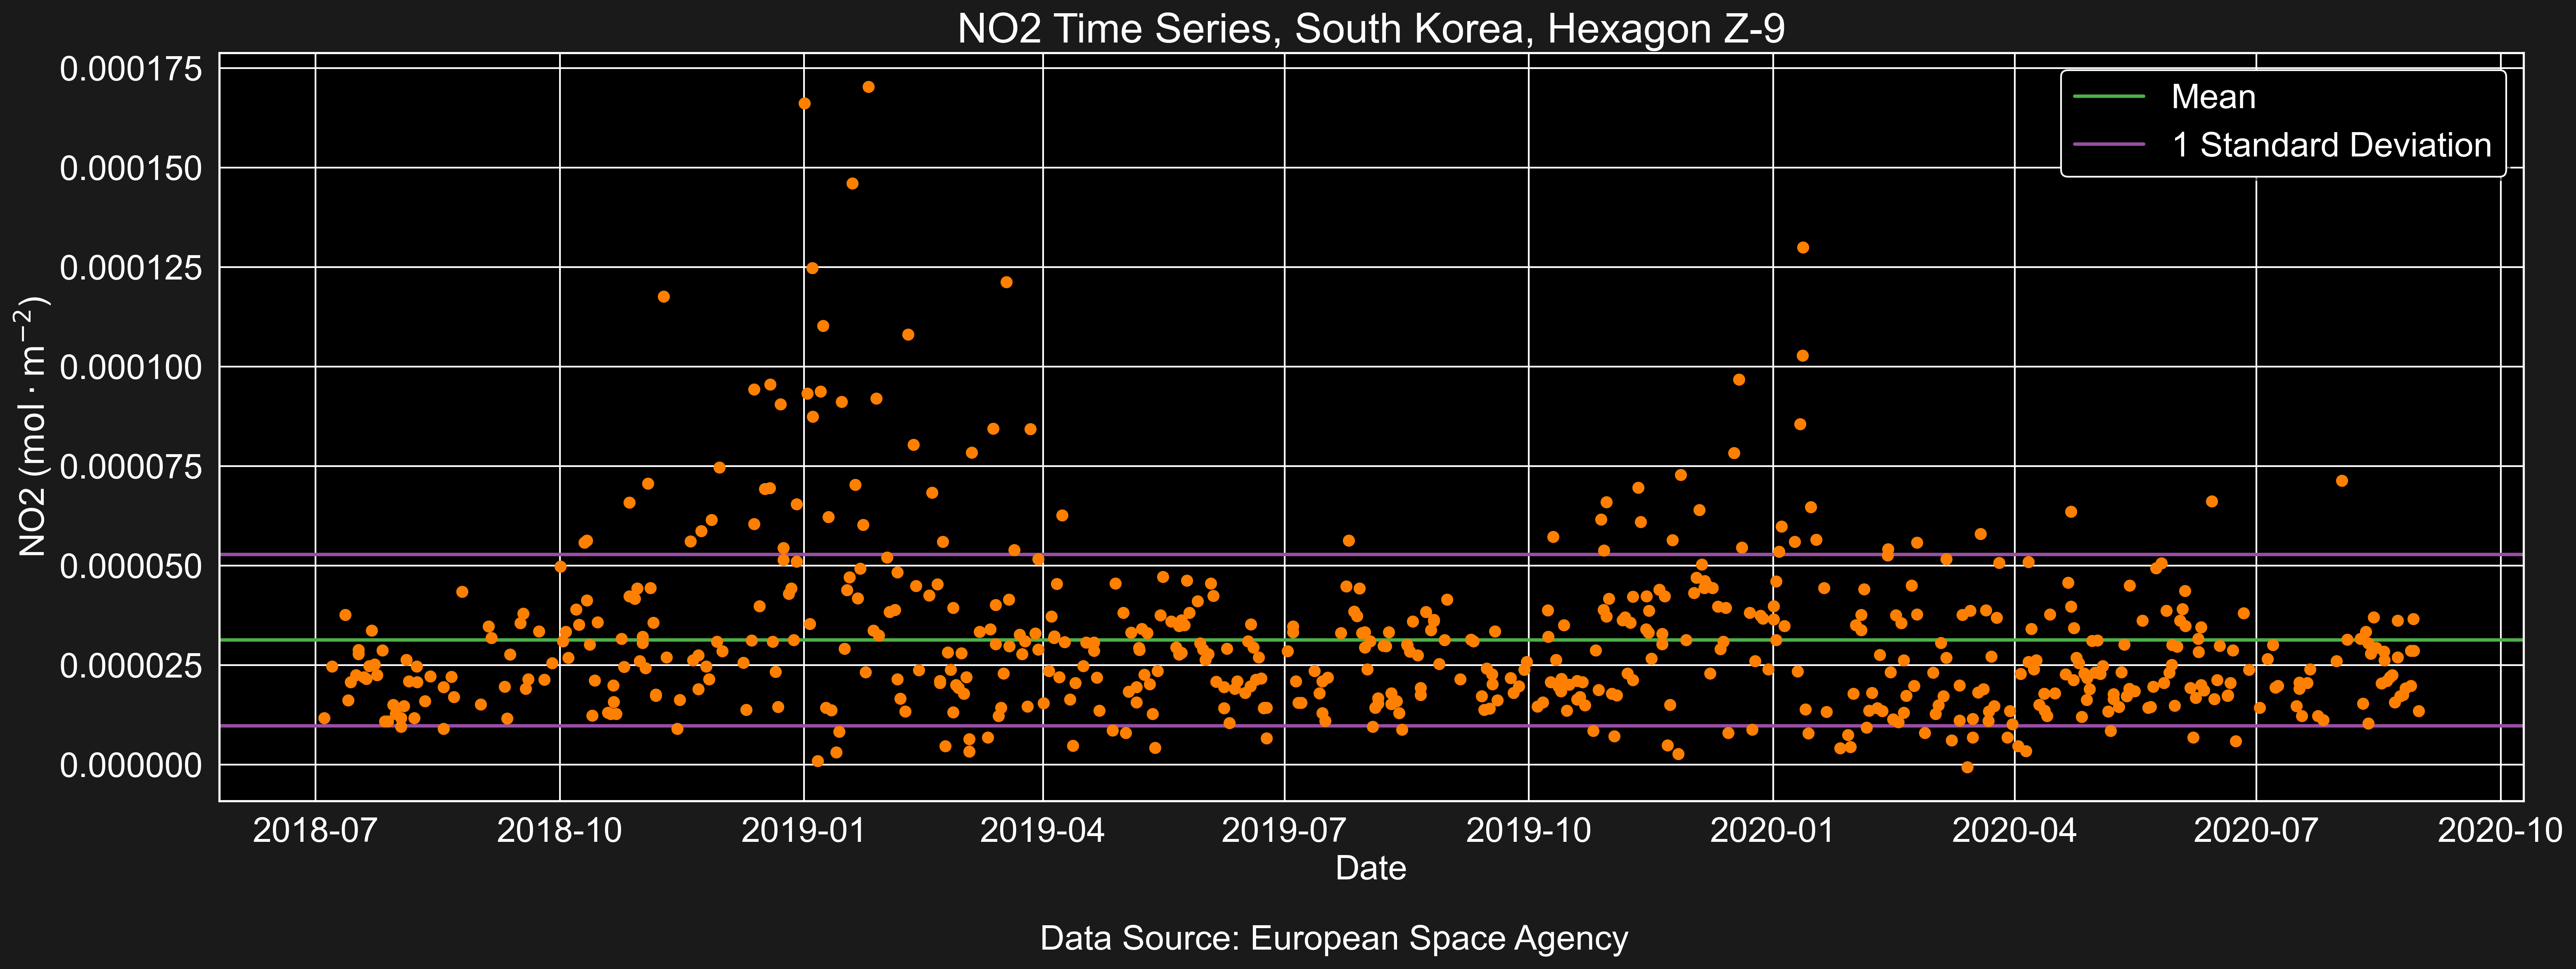 NO2 Time Series, South Korea, Hexagon Z-9
0.000175
0.000150
0.000125
0.000100
0.000075
0.000050
0.000025
0.000000
NO2 (mol · m⁻²)
Mean
1 Standard Deviation
2018-07 2018-10 2019-01 2019-04 2019-07 2019-10 2020-01 2020-04 2020-07 2020-10
Date
Data Source: European Space Agency